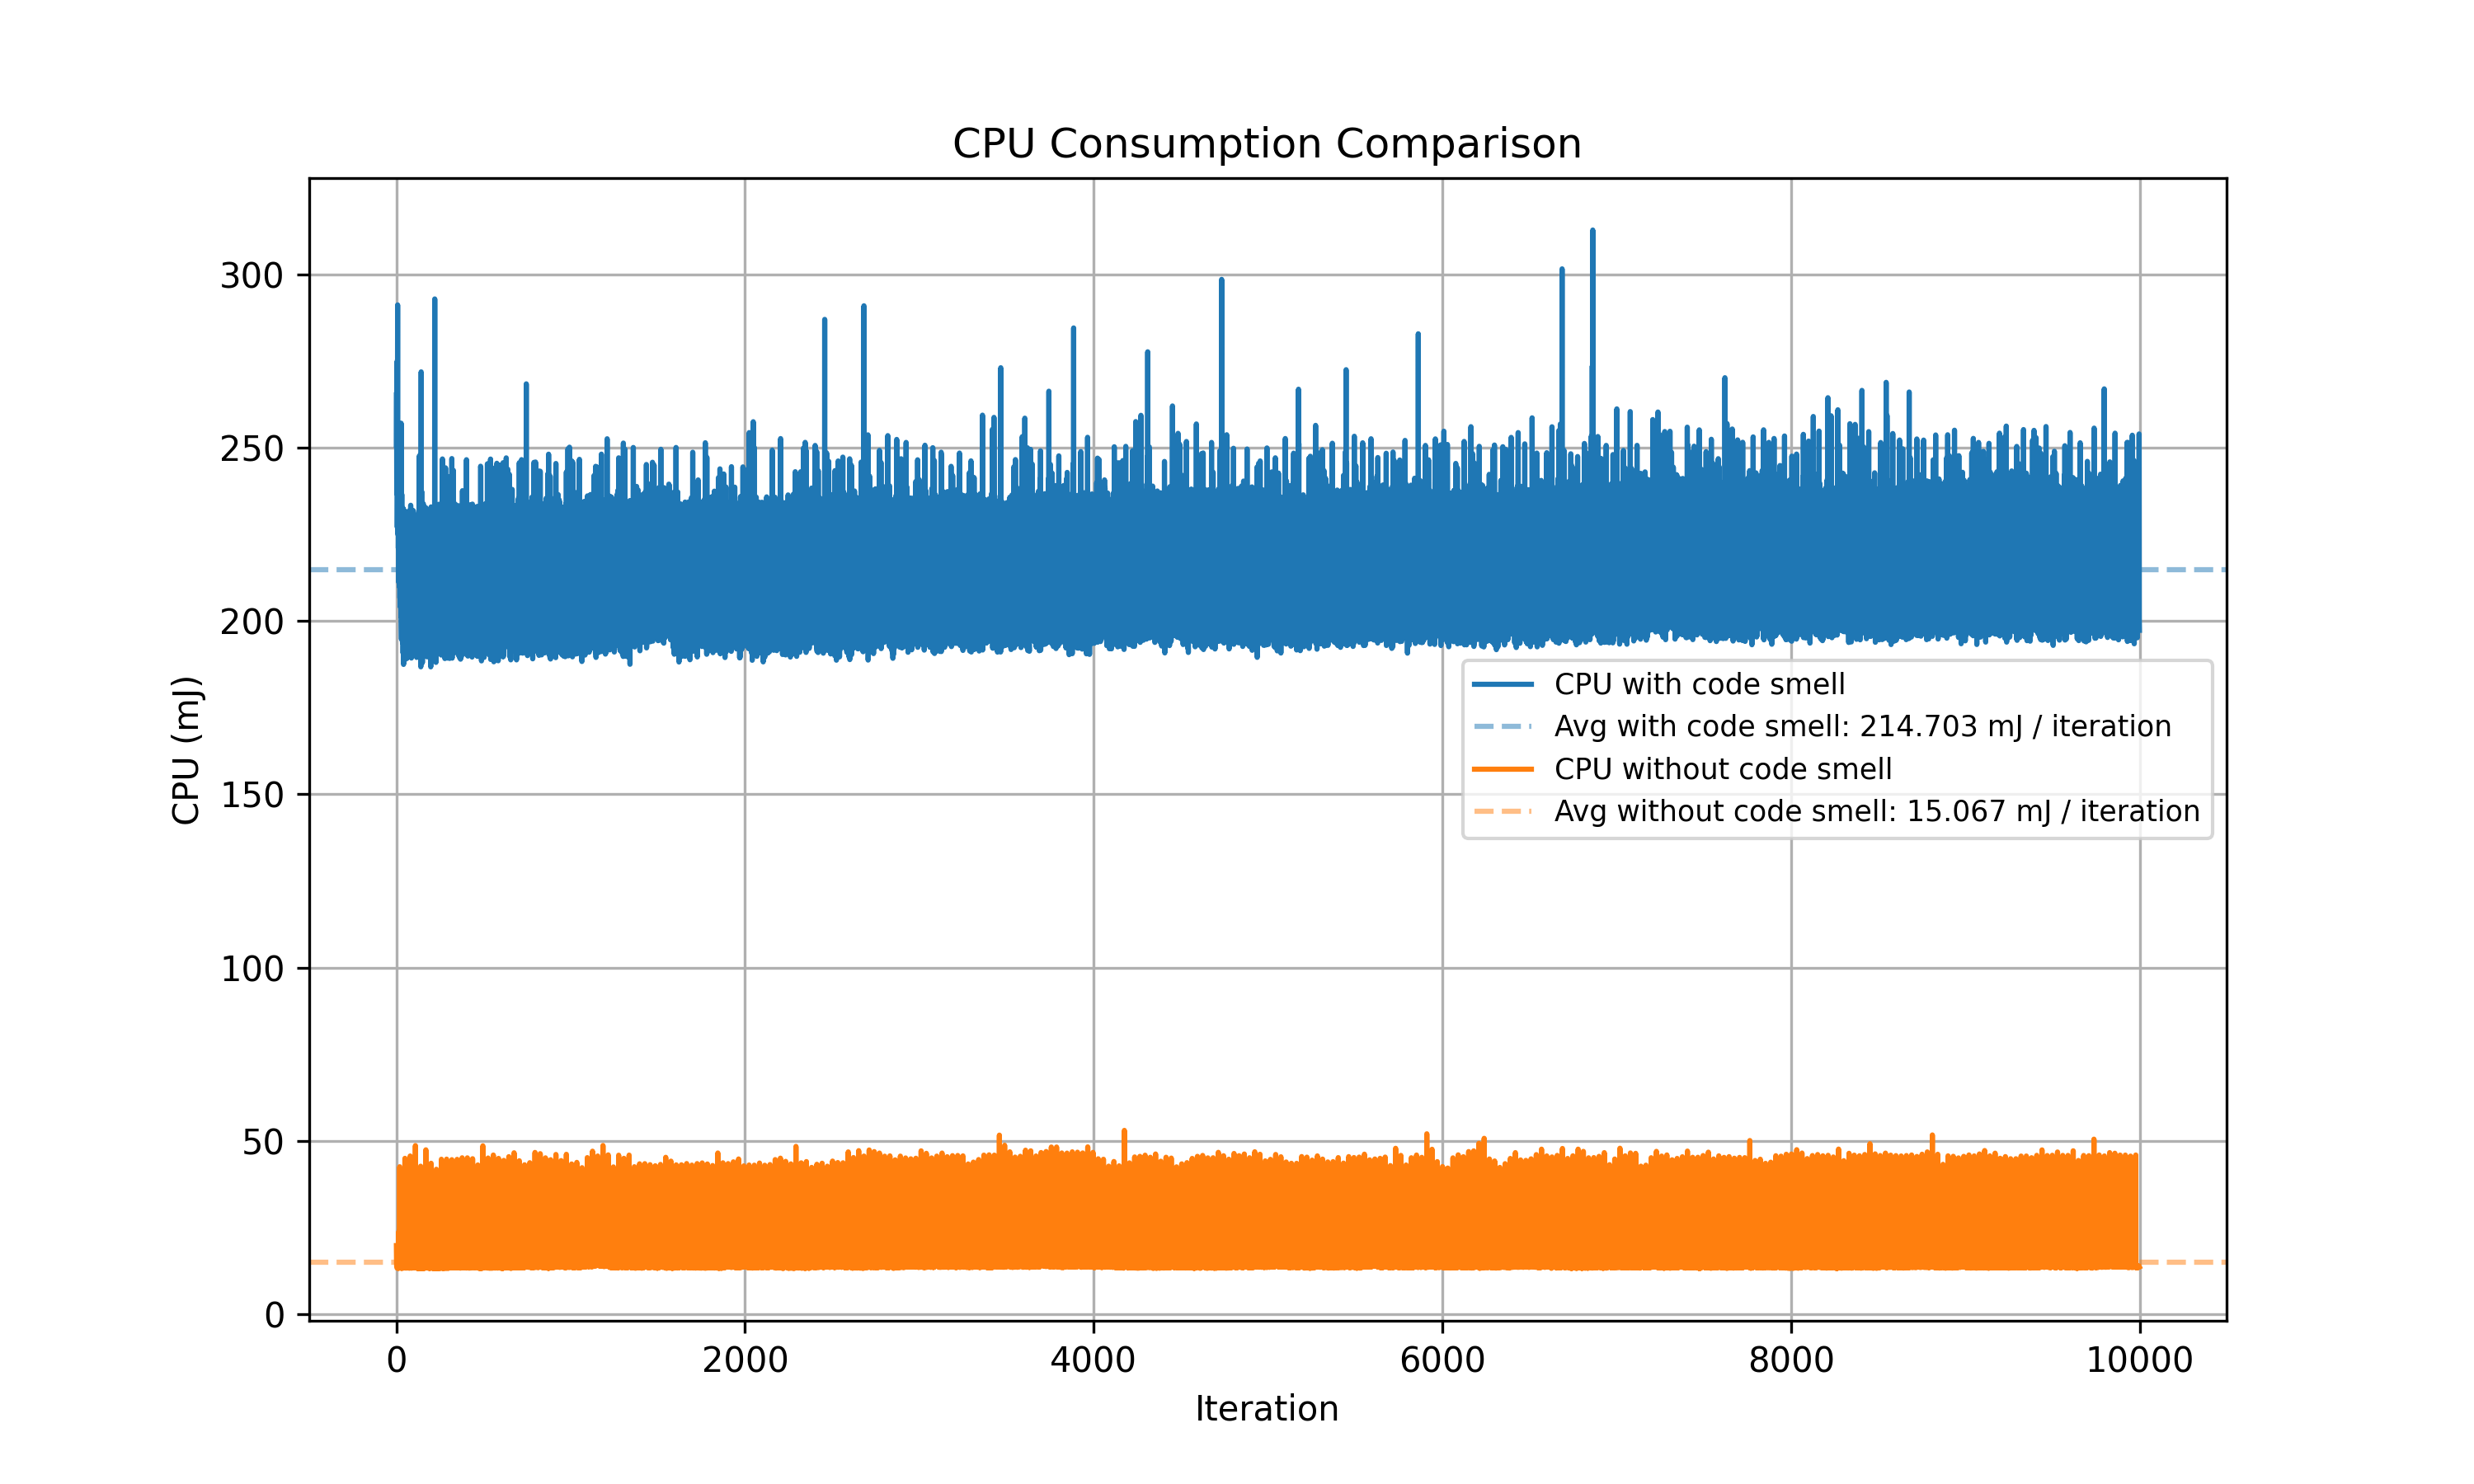 CPU Consumption Comparison
CPU (mJ)
300
250
200
150
100
50
0
CPU with code smell
Avg with code smell: 214.703 mJ / iteration
CPU without code smell
Avg without code smell: 15.067 mJ / iteration
0 2000 4000 6000 8000 10000
Iteration